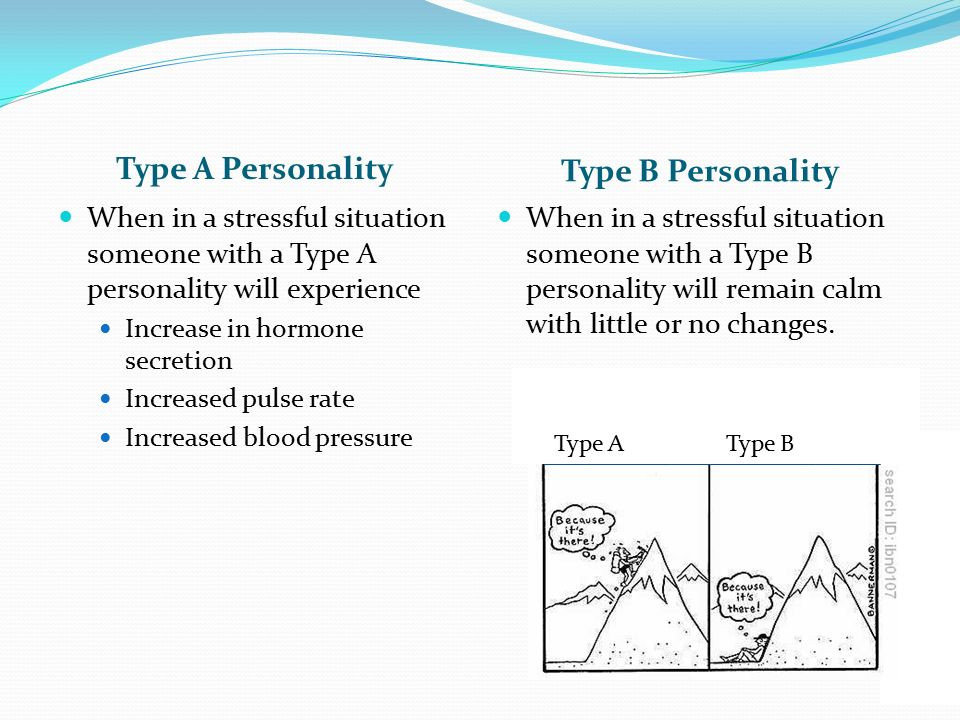 Type A Personality
When in a stressful situation
someone with a Type A
personality will experience
Increase in hormone
secretion
Increased pulse rate
Increased blood pressure
Type B Personality
When in a stressful situation
someone with a Type B
personality will remain calm
with little or no changes.
Type A
Type B
Because
it's
there!
Because
it's
there!
BANNERMAN©
search ID: ibn0107